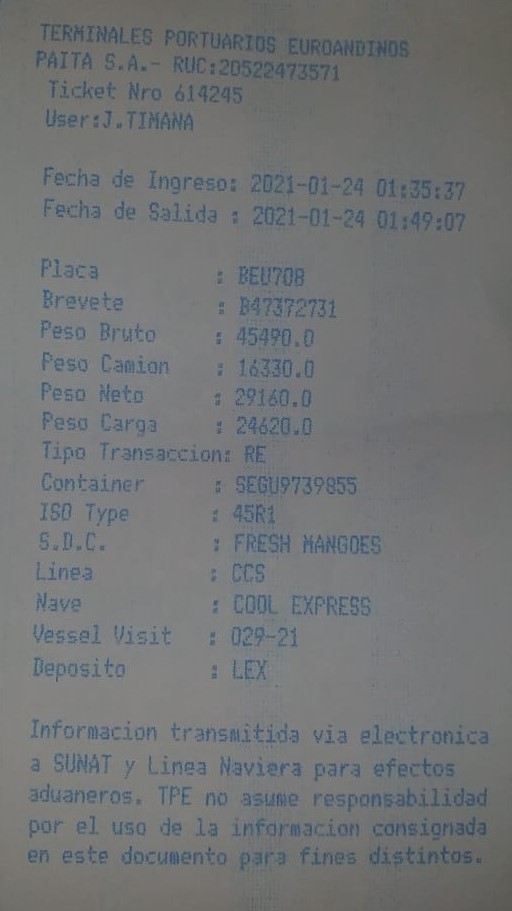 TERMINALES PORTUARIOS EUROANDINOS
PAITA S.A.- RUC:20522473571
Ticket Nro 614245
User:J.TIMANA
Fecha de Ingreso: 2021-01-24 01:35:37
Fecha de Salida : 2021-01-24 01:49:07
Placa : BEU708
Brevete : B47372731
Peso Bruto : 45490.0
Peso Camion : 16330.0
Peso Neto : 29160.0
Peso Carga : 24620.0
Tipo Transaccion: RE
Container : SEGU9739855
ISO Type : 45R1
S.D.C. : FRESH MANGOES
Linea : CCS
Nave : COOL EXPRESS
Vessel Visit : 029-21
Deposito : LEX
Informacion transmitida via electronica
a SUNAT y Linea Naviera para efectos
aduaneros. TPE no asume responsabilidad
por el uso de la informacion consignada
en este documento para fines distintos.